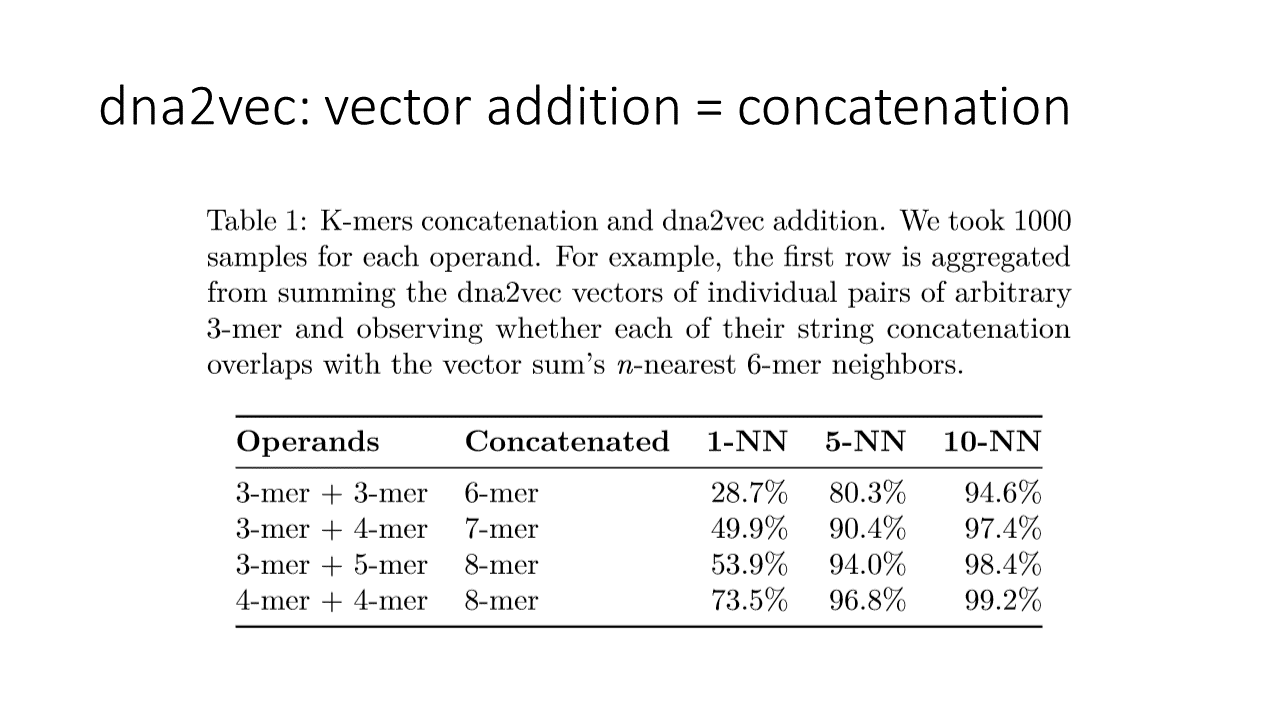 dna2vec: vector addition = concatenation
Table 1: K-mers concatenation and dna2vec addition. We took 1000
samples for each operand. For example, the first row is aggregated
from summing the dna2vec vectors of individual pairs of arbitrary
3-mer and observing whether each of their string concatenation
overlaps with the vector sum's n-nearest 6-mer neighbors.
Operands Concatenated 1-NN 5-NN 10-NN
3-mer + 3-mer 6-mer 28.7% 80.3% 94.6%
3-mer + 4-mer 7-mer 49.9% 90.4% 97.4%
3-mer + 5-mer 8-mer 53.9% 94.0% 98.4%
4-mer + 4-mer 8-mer 73.5% 96.8% 99.2%